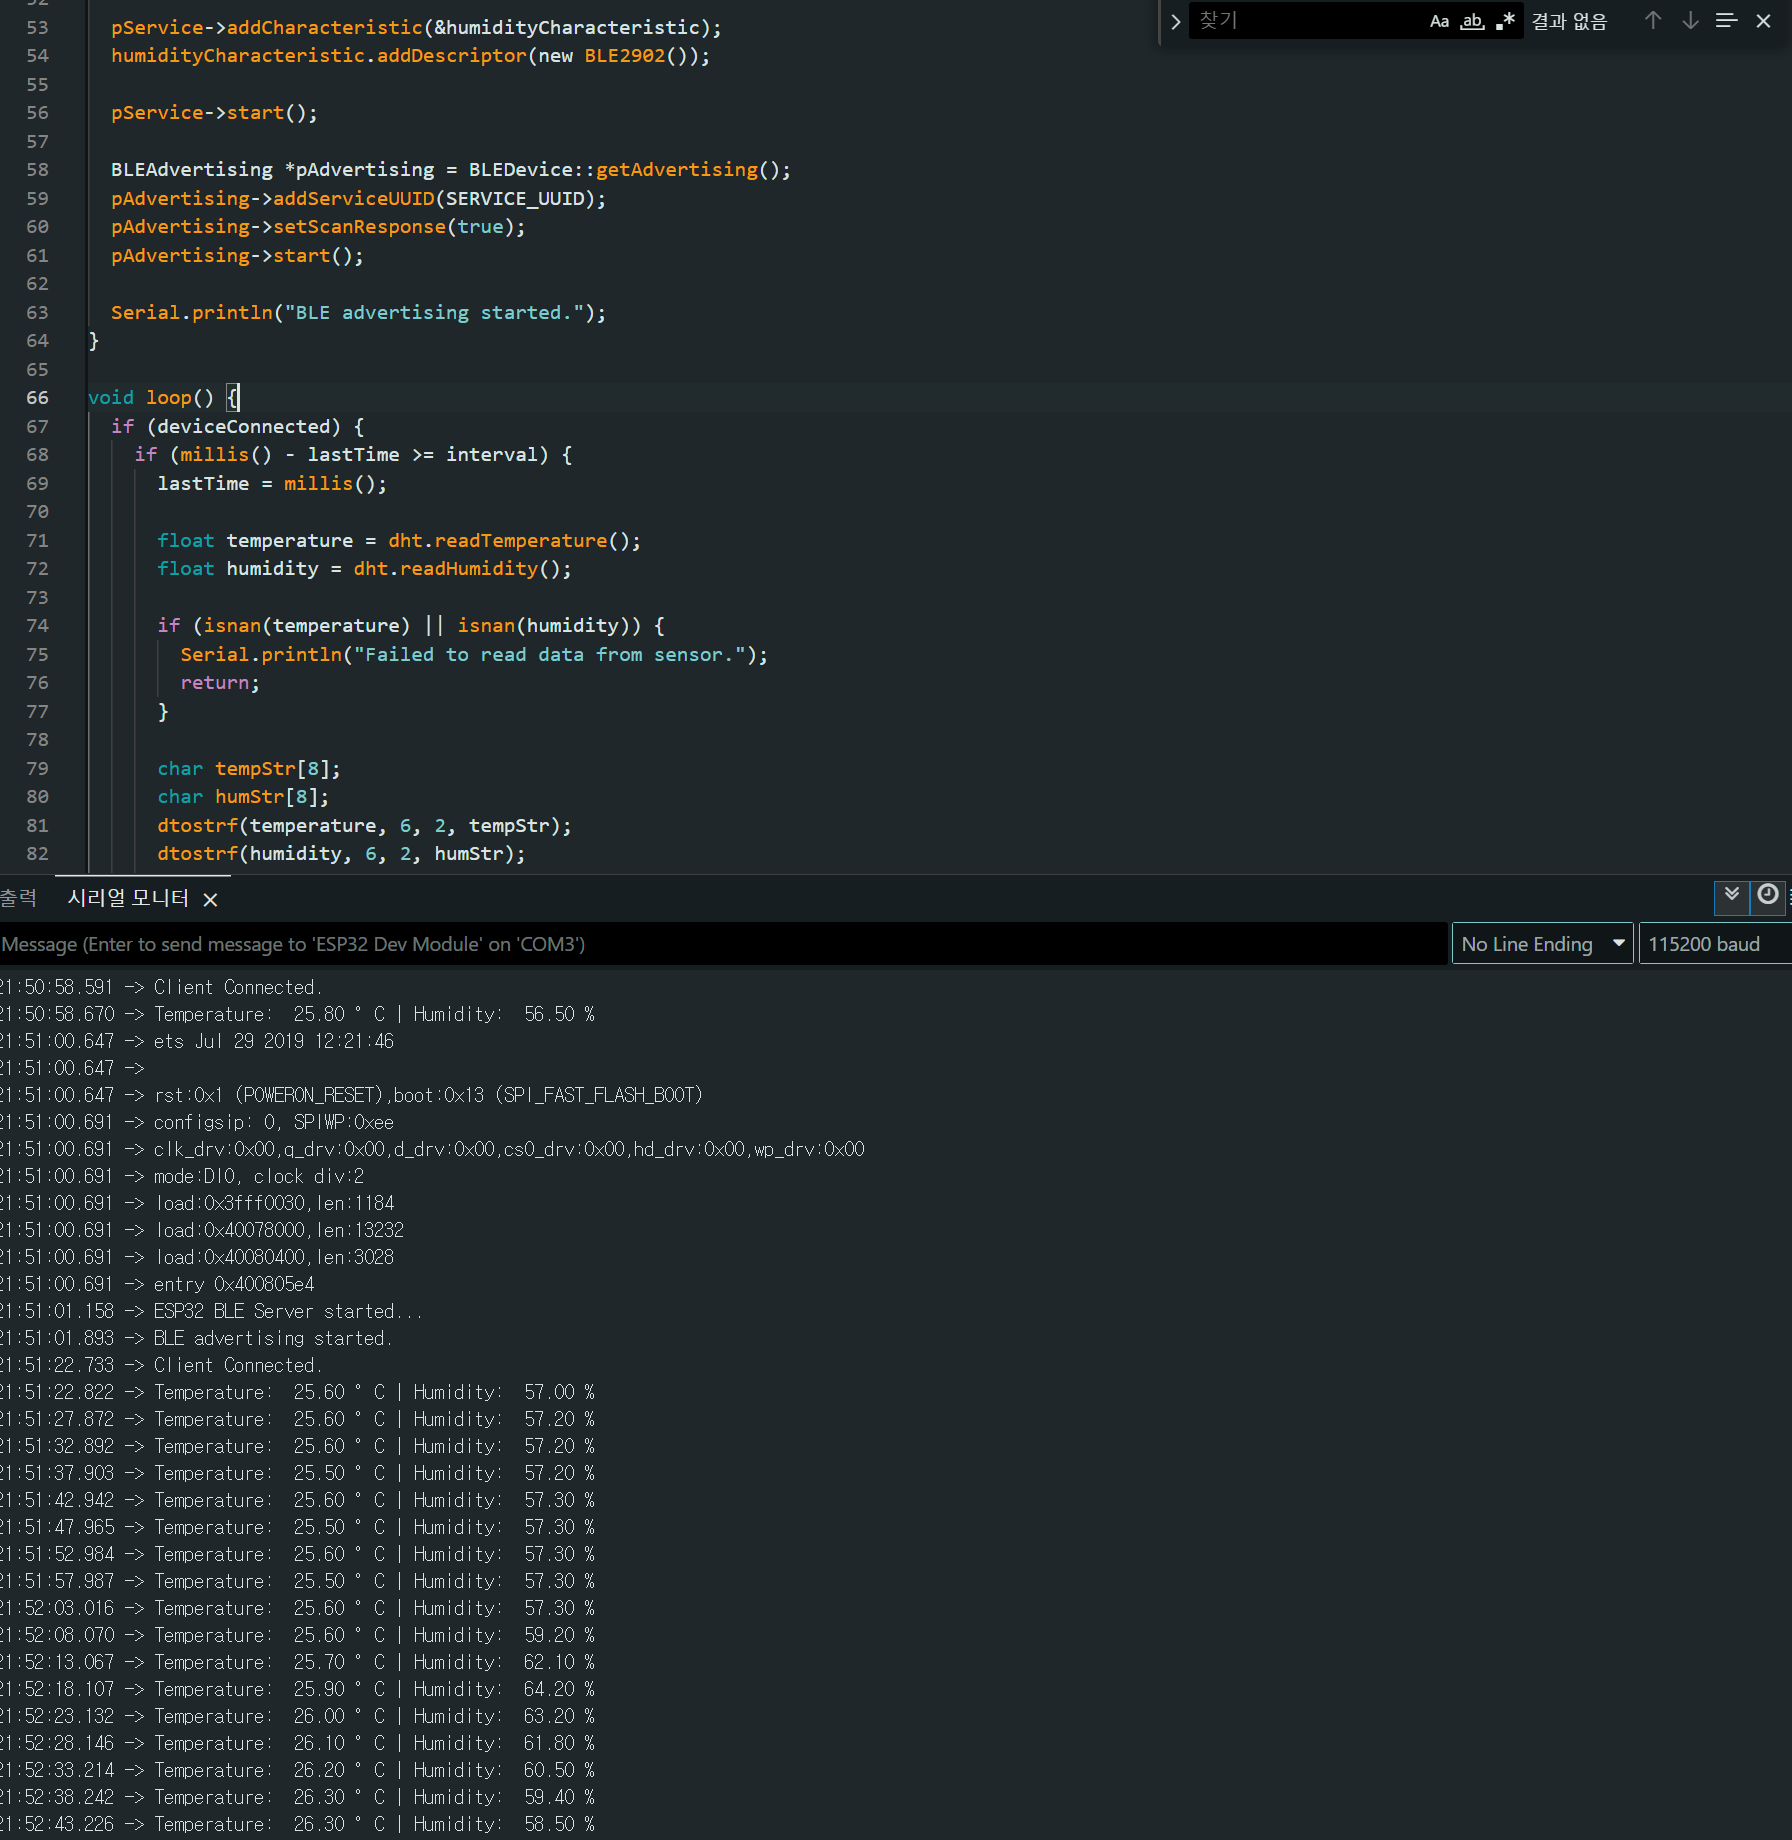 53 pService->addCharacteristic(&humidityCharacteristic);
54 humidityCharacteristic.addDescriptor(new BLE2902());
55
56 pService->start();
57
58 BLEAdvertising *pAdvertising = BLEDevice::getAdvertising();
59 pAdvertising->addServiceUUID(SERVICE_UUID);
60 pAdvertising->setScanResponse(true);
61 pAdvertising->start();
62
63 Serial.println("BLE advertising started.");
64 }
65
66 void loop() {
67 if (deviceConnected) {
68 if (millis() - lastTime >= interval) {
69 lastTime = millis();
70
71 float temperature = dht.readTemperature();
72 float humidity = dht.readHumidity();
73
74 if (isnan(temperature) || isnan(humidity)) {
75 Serial.println("Failed to read data from sensor.");
76 return;
77 }
78
79 char tempStr[8];
80 char humStr[8];
81 dtostrf(temperature, 6, 2, tempStr);
82 dtostrf(humidity, 6, 2, humStr);
찾기 Aa ab .* 결과 없음
출력 시리얼 모니터
Message (Enter to send message to 'ESP32 Dev Module' on 'COM3') No Line Ending 115200 baud
21:50:58.591 -> Client Connected.
21:50:58.670 -> Temperature:  25.80 ° C | Humidity:  56.50 %
21:51:00.647 -> ets Jul 29 2019 12:21:46
21:51:00.647 ->
21:51:00.647 -> rst:0x1 (POWERON_RESET),boot:0x13 (SPI_FAST_FLASH_BOOT)
21:51:00.691 -> configsip: 0, SPIWP:0xee
21:51:00.691 -> clk_drv:0x00,q_drv:0x00,d_drv:0x00,cs0_drv:0x00,hd_drv:0x00,wp_drv:0x00
21:51:00.691 -> mode:DIO, clock div:2
21:51:00.691 -> load:0x3fff0030,len:1184
21:51:00.691 -> load:0x40078000,len:13232
21:51:00.691 -> load:0x40080400,len:3028
21:51:00.691 -> entry 0x400805e4
21:51:01.158 -> ESP32 BLE Server started...
21:51:01.893 -> BLE advertising started.
21:51:22.733 -> Client Connected.
21:51:22.822 -> Temperature:  25.60 ° C | Humidity:  57.00 %
21:51:27.872 -> Temperature:  25.60 ° C | Humidity:  57.20 %
21:51:32.892 -> Temperature:  25.60 ° C | Humidity:  57.20 %
21:51:37.903 -> Temperature:  25.50 ° C | Humidity:  57.20 %
21:51:42.942 -> Temperature:  25.60 ° C | Humidity:  57.30 %
21:51:47.965 -> Temperature:  25.50 ° C | Humidity:  57.30 %
21:51:52.984 -> Temperature:  25.60 ° C | Humidity:  57.30 %
21:51:57.987 -> Temperature:  25.50 ° C | Humidity:  57.30 %
21:52:03.016 -> Temperature:  25.60 ° C | Humidity:  57.30 %
21:52:08.070 -> Temperature:  25.60 ° C | Humidity:  59.20 %
21:52:13.067 -> Temperature:  25.70 ° C | Humidity:  62.10 %
21:52:18.107 -> Temperature:  25.90 ° C | Humidity:  64.20 %
21:52:23.132 -> Temperature:  26.00 ° C | Humidity:  63.20 %
21:52:28.146 -> Temperature:  26.10 ° C | Humidity:  61.80 %
21:52:33.214 -> Temperature:  26.20 ° C | Humidity:  60.50 %
21:52:38.242 -> Temperature:  26.30 ° C | Humidity:  59.40 %
21:52:43.226 -> Temperature:  26.30 ° C | Humidity:  58.50 %